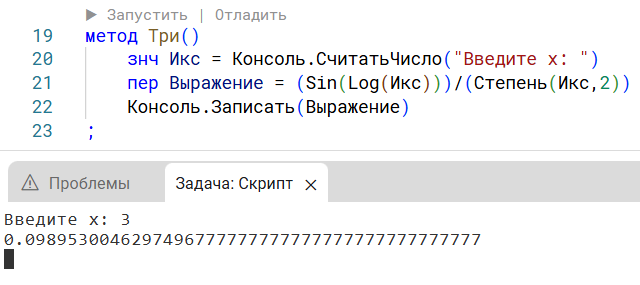 Запустить | Отладить
19 метод Три()
20 знч Икс = Консоль.СчитатьЧисло("Введите x: ")
21 пер Выражение = (Sin(Log(Икс)))/(Степень(Икс,2))
22 Консоль.Записать(Выражение)
23 ;
Проблемы Задача: Скрипт
Введите x: 3
0.0989530046297496777777777777777777777777777